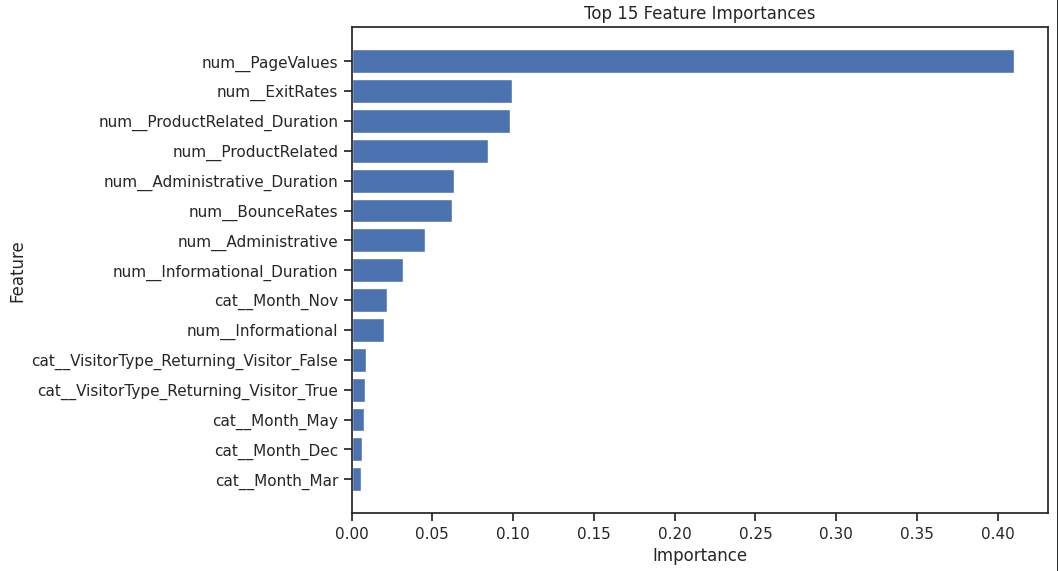 Top 15 Feature Importances
num__PageValues
num__ExitRates
num__ProductRelated_Duration
num__ProductRelated
num__Administrative_Duration
num__BounceRates
num__Administrative
num__Informational_Duration
cat__Month_Nov
num__Informational
cat__VisitorType_Returning_Visitor_False
cat__VisitorType_Returning_Visitor_True
cat__Month_May
cat__Month_Dec
cat__Month_Mar
Feature
0.00 0.05 0.10 0.15 0.20 0.25 0.30 0.35 0.40
Importance